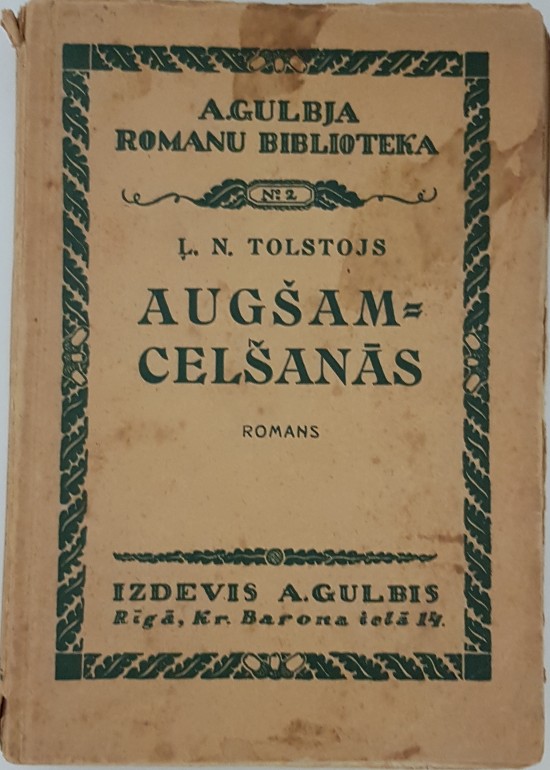 A.GULBJA
ROMANU BIBLIOTEKA
№ 2
Ļ. N. TOLSTOJS
AUGŠAM=
CELŠANĀS
ROMANS
IZDEVIS A.GULBIS
Rīgā, Kr. Barona ielā 14.